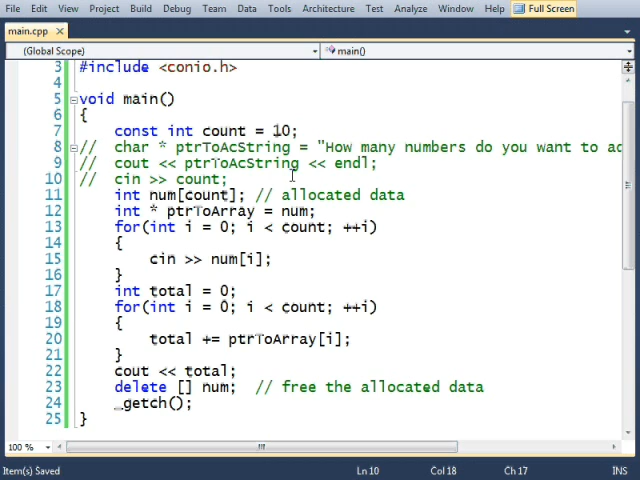 File Edit View Project Build Debug Team Data Tools Architecture Test Analyze Window Help Full Screen
main.cpp
(Global Scope) main()
3 #include <conio.h>
4
5 void main()
6 {
7 const int count = 10;
8 // char * ptrToAcString = "How many numbers do you want to ad
9 // cout << ptrToAcString << endl;
10 // cin >> count;
11 int num[count]; // allocated data
12 int * ptrToArray = num;
13 for(int i = 0; i < count; ++i)
14 {
15 cin >> num[i];
16 }
17 int total = 0;
18 for(int i = 0; i < count; ++i)
19 {
20 total += ptrToArray[i];
21 }
22 cout << total;
23 delete [] num; // free the allocated data
24 _getch();
25 }
100 %
Item(s) Saved Ln 10 Col 18 Ch 17 INS